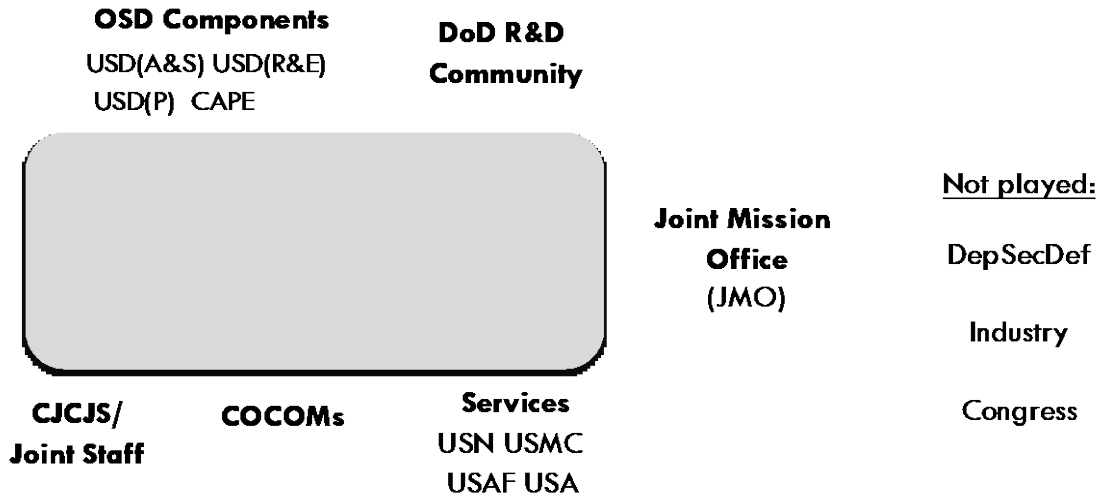 OSD Components
USD(A&S) USD(R&E)
USD(P) CAPE
DoD R&D
Community
Joint Mission
Office
(JMO)
Not played:
DepSecDef
Industry
Congress
CJCJS/
Joint Staff
COCOMs
Services
USN USMC
USAF USA